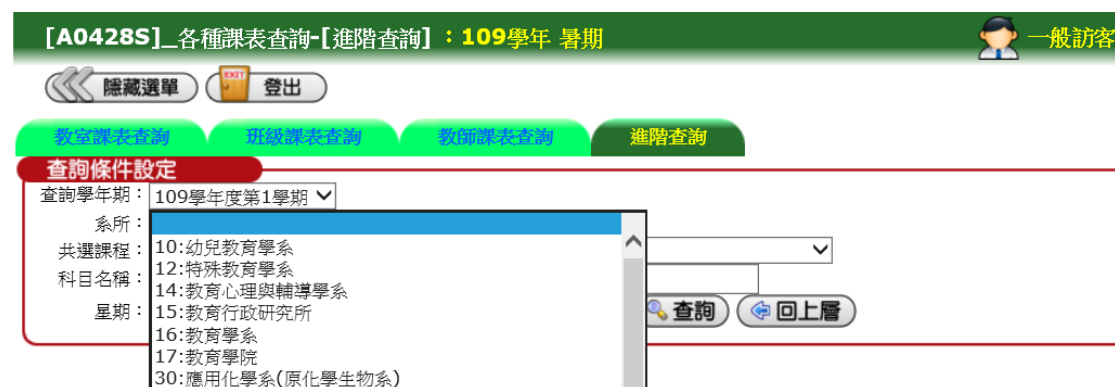 [A0428S]_各種課表查詢-[進階查詢]：109學年 暑期 一般訪客
隱藏選單 EXIT 登出
教室課表查詢 班級課表查詢 教師課表查詢 進階查詢
查詢條件設定
查詢學年期：109學年度第1學期
系所：
共選課程：
10:幼兒教育學系
12:特殊教育學系
科目名稱：
14:教育心理與輔導學系
星期：
15:教育行政研究所
查詢 回上層
16:教育學系
17:教育學院
30:應用化學系(原化學生物系)